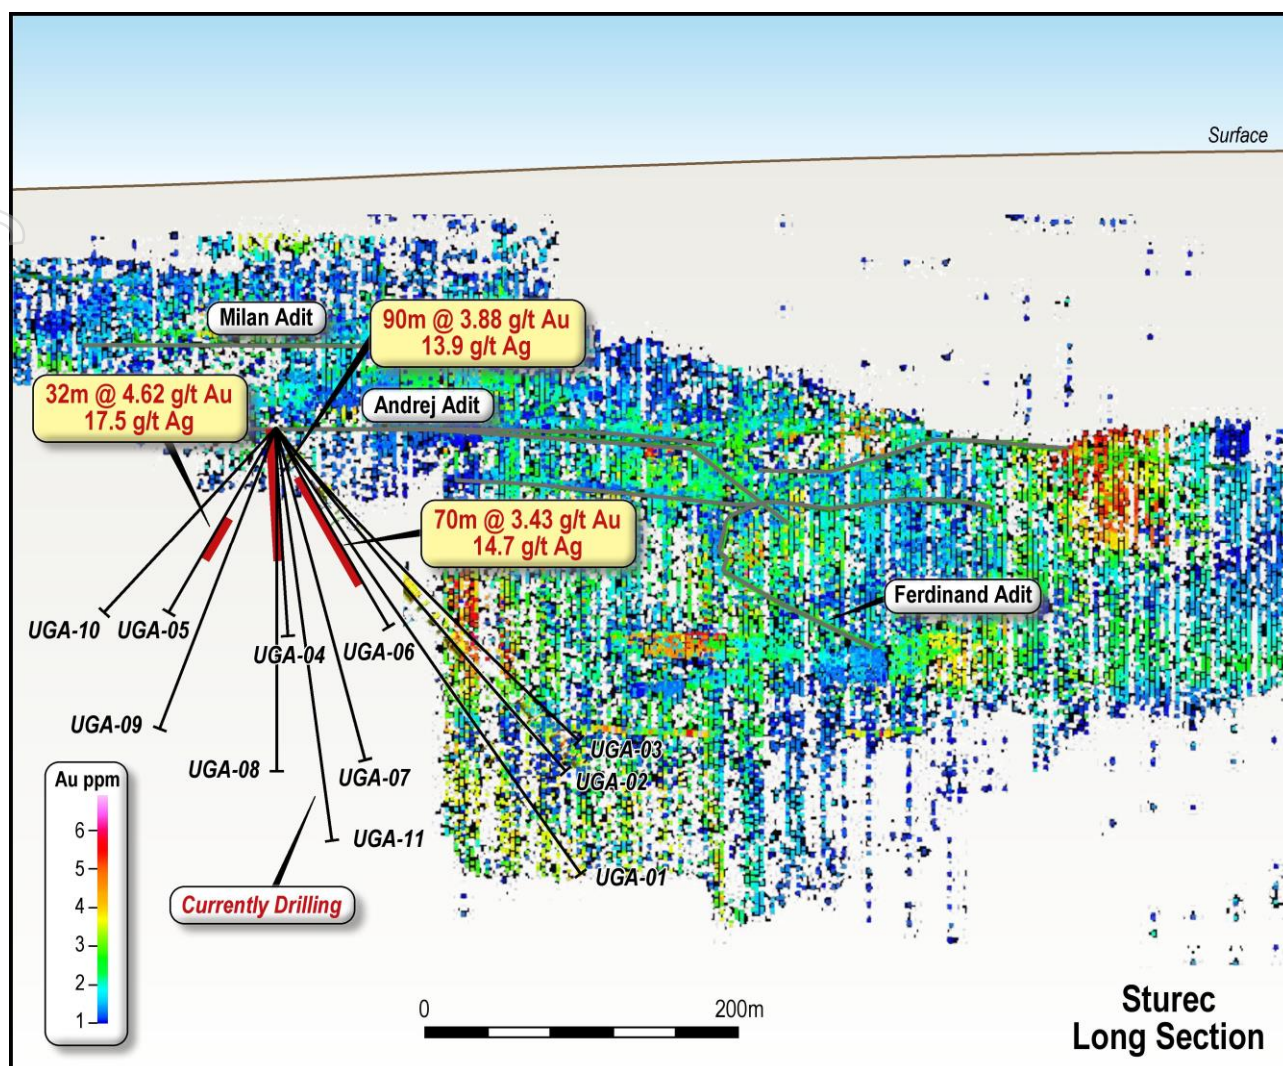 Surface
Milan Adit
90m @ 3.88 g/t Au
13.9 g/t Ag
32m @ 4.62 g/t Au
17.5 g/t Ag
Andrej Adit
70m @ 3.43 g/t Au
14.7 g/t Ag
Ferdinand Adit
UGA-10
UGA-05
UGA-04
UGA-06
UGA-09
UGA-08
UGA-07
UGA-03
UGA-02
UGA-11
UGA-01
Currently Drilling
Au ppm
6
5
4
3
2
1
0
200m
Sturec
Long Section